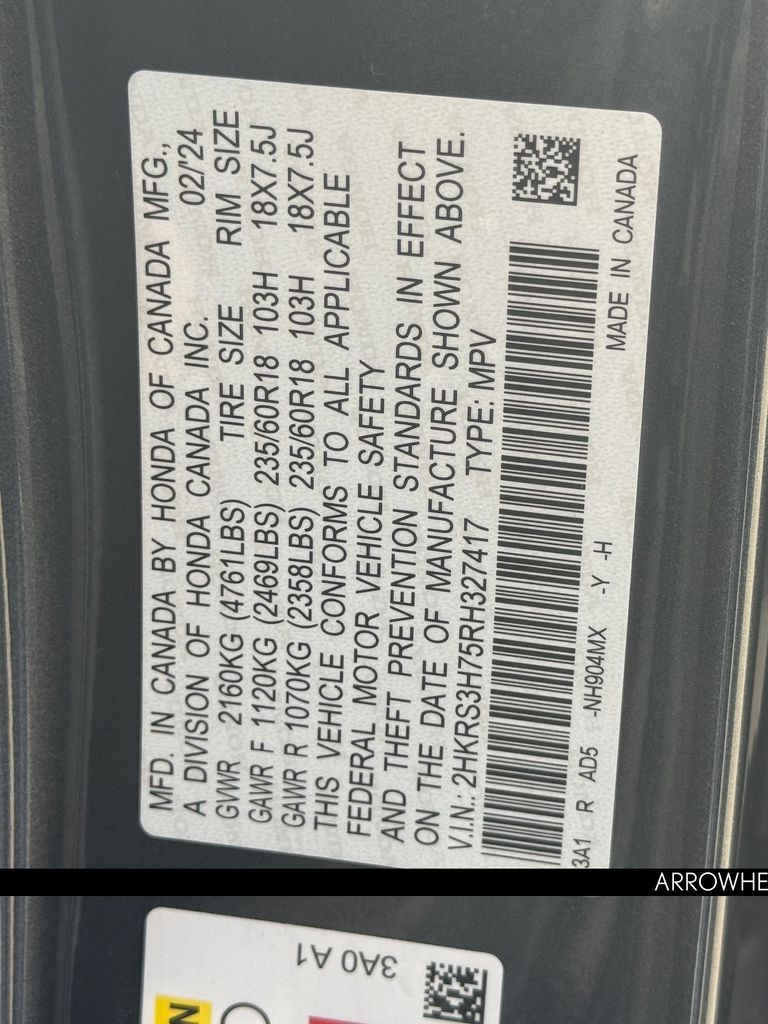 MFD. IN CANADA BY HONDA OF CANADA MFG.,
A DIVISION OF HONDA CANADA INC. 02/'24
GVWR 2160KG (4761LBS) TIRE SIZE RIM SIZE
GAWR F 1120KG (2469LBS) 235/60R18 103H 18X7.5J
GAWR R 1070KG (2358LBS) 235/60R18 103H 18X7.5J
THIS VEHICLE CONFORMS TO ALL APPLICABLE
FEDERAL MOTOR VEHICLE SAFETY
AND THEFT PREVENTION STANDARDS IN EFFECT
ON THE DATE OF MANUFACTURE SHOWN ABOVE.
V.I.N.: 2HKRS3H75RH327417 TYPE: MPV
3A1 R AD5 -NH904MX -Y -H MADE IN CANADA
ARROWHE
3A0 A1